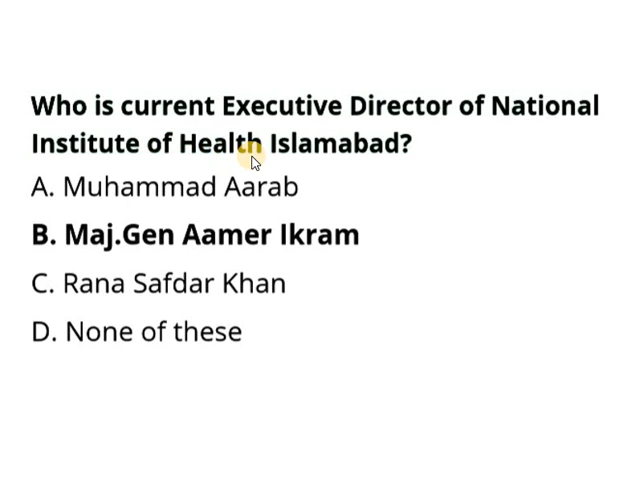 Who is current Executive Director of National
Institute of Health Islamabad?
A. Muhammad Aarab
B. Maj.Gen Aamer Ikram
C. Rana Safdar Khan
D. None of these